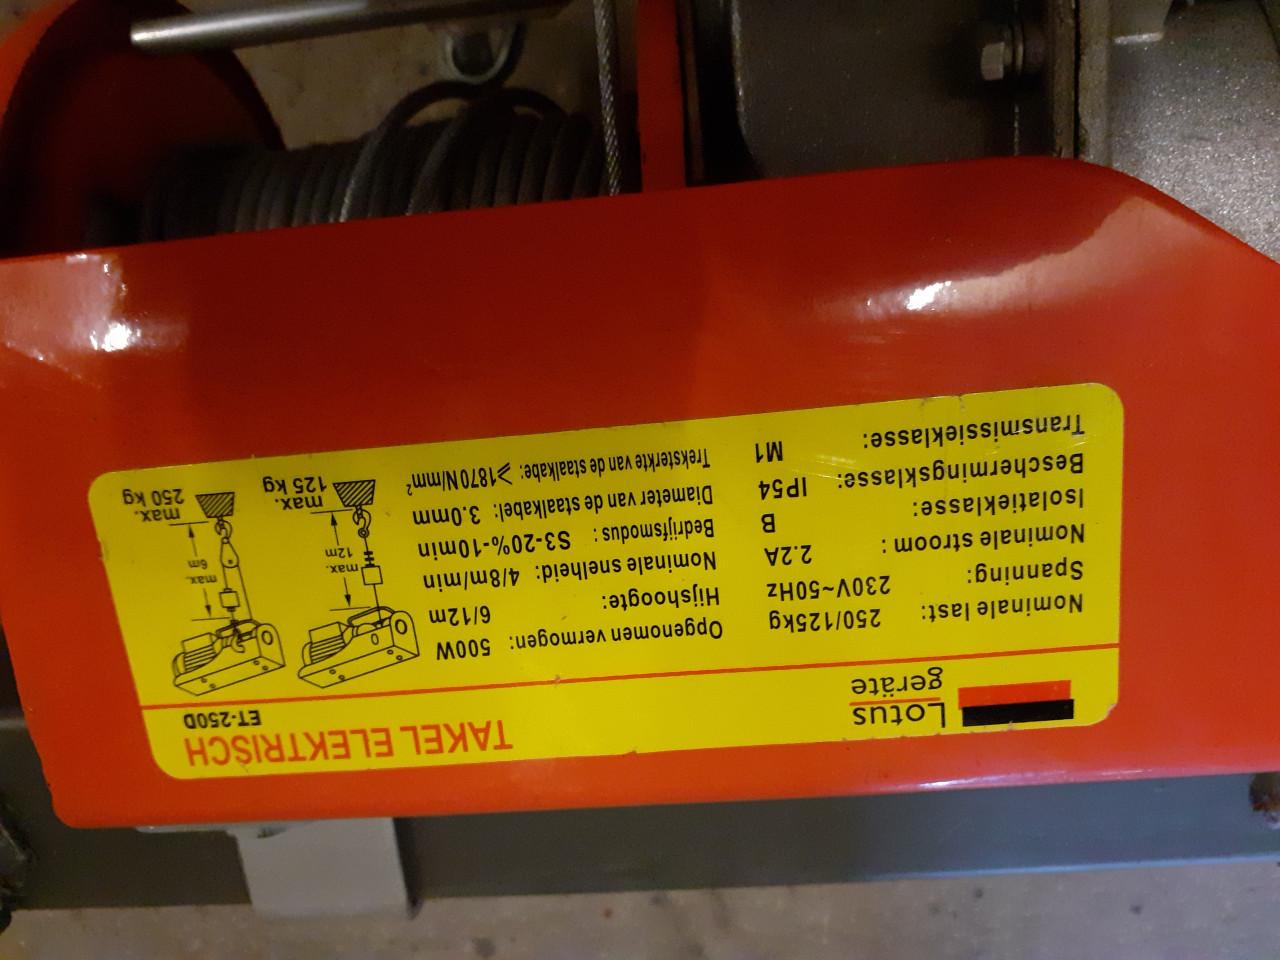 Lotus
geräte
TAKEL ELEKTRISCH
ET-250D
Nominale last: 250/125kg
Spanning: 230V~50Hz
Nominale stroom : 2.2A
Isolatieklasse: B
Beschermingsklasse: IP54
Transmissieklasse: M1
Opgenomen vermogen: 500W
Hijshoogte: 6/12m
Nominale snelheid: 4/8m/min
Bedrijfsmodus : S3-20%-10min
Diameter van de staalkabel: 3.0mm
Treksterkte van de staalkabe: ⩾1870N/mm²
max.
12m
max.
125 kg
max.
6m
max.
250 kg